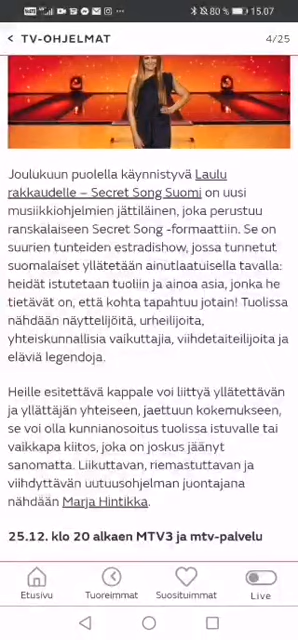 80 % 15.07
< TV-OHJELMAT 4/25
Joulukuun puolella käynnistyvä Laulu
rakkaudelle – Secret Song Suomi on uusi
musiikkiohjelmien jättiläinen, joka perustuu
ranskalaiseen Secret Song -formaattiin. Se on
suurien tunteiden estradishow, jossa tunnetut
suomalaiset yllätetään ainutlaatuisella tavalla:
heidät istutetaan tuoliin ja ainoa asia, jonka he
tietävät on, että kohta tapahtuu jotain! Tuolissa
nähdään näyttelijöitä, urheilijoita,
yhteiskunnallisia vaikuttajia, viihdetaiteilijoita ja
eläviä legendoja.
Heille esitettävä kappale voi liittyä yllätettävän
ja yllättäjän yhteiseen, jaettuun kokemukseen,
se voi olla kunnianosoitus tuolissa istuvalle tai
vaikkapa kiitos, joka on joskus jäänyt
sanomatta. Liikuttavan, riemastuttavan ja
viihdyttävän uutuusohjelman juontajana
nähdään Marja Hintikka.
25.12. klo 20 alkaen MTV3 ja mtv-palvelu
Etusivu Tuoreimmat Suosituimmat Live